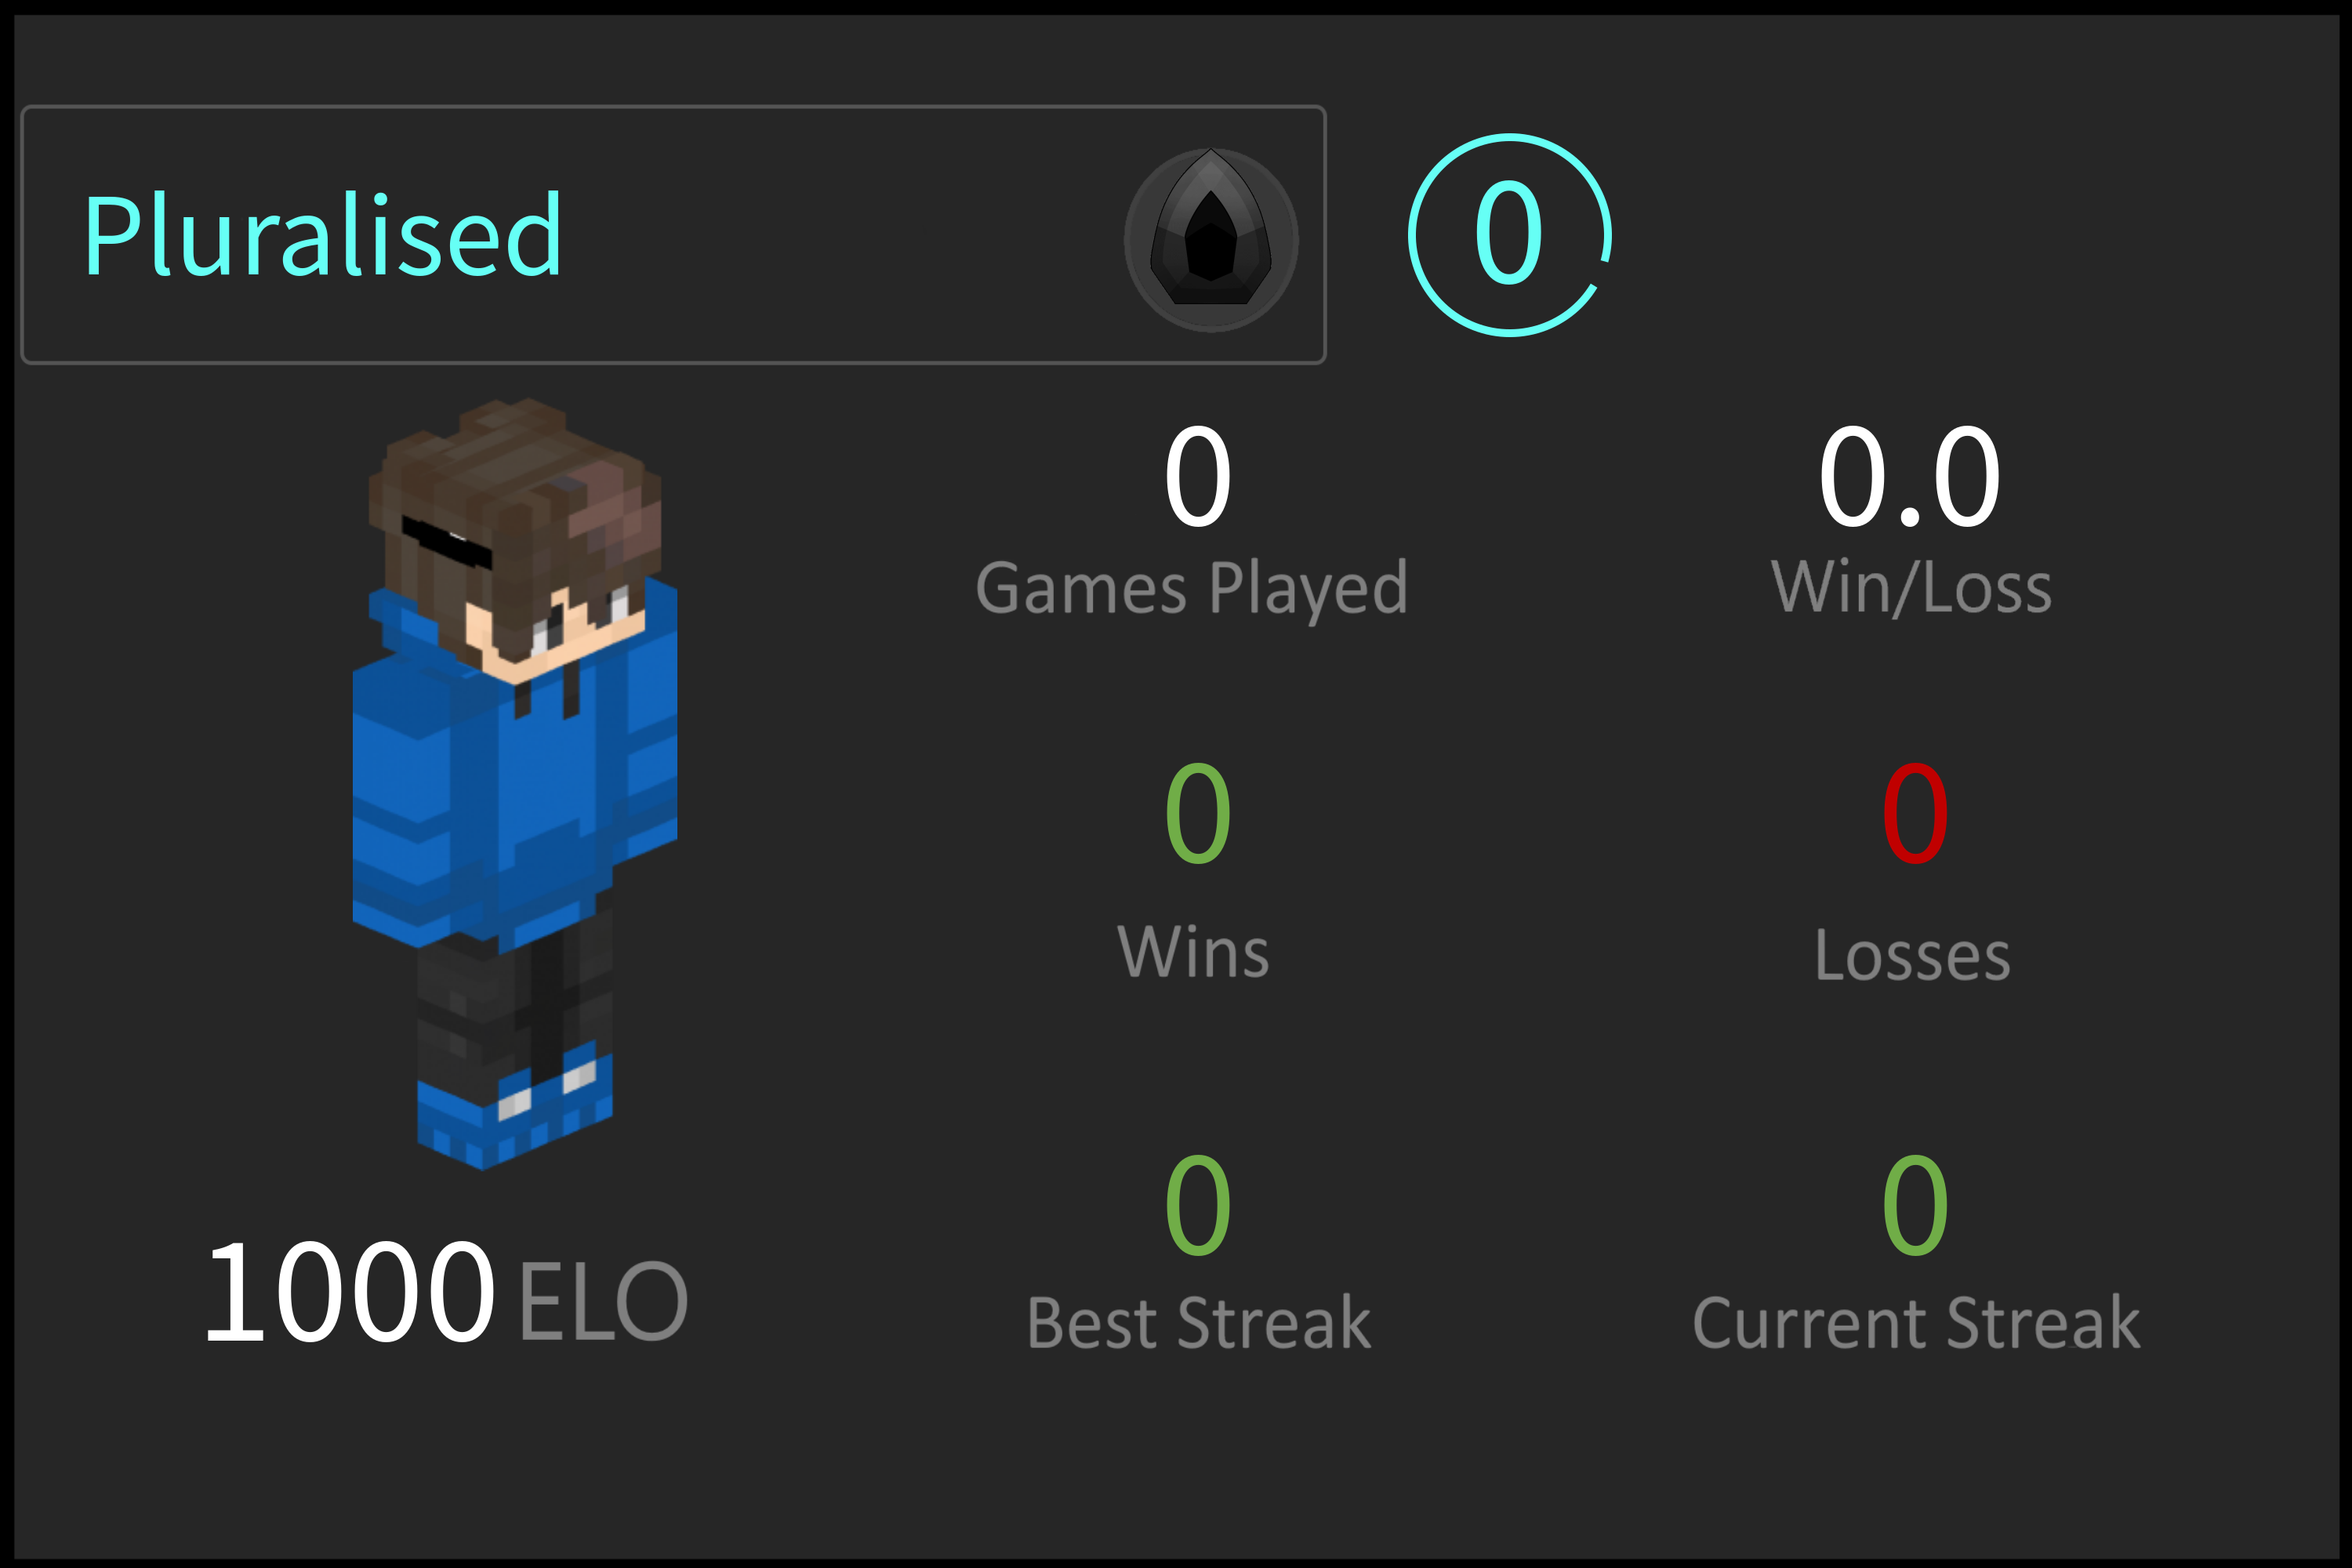 Pluralised
0
0
0.0
Games Played
Win/Loss
0
0
Wins
Losses
0
0
1000 ELO
Best Streak
Current Streak